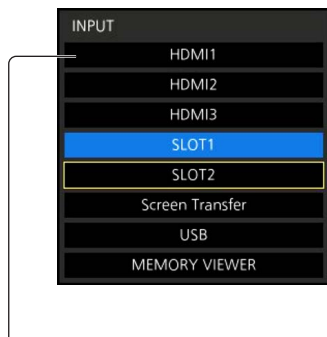 INPUT
HDMI1
HDMI2
HDMI3
SLOT1
SLOT2
Screen Transfer
USB
MEMORY VIEWER